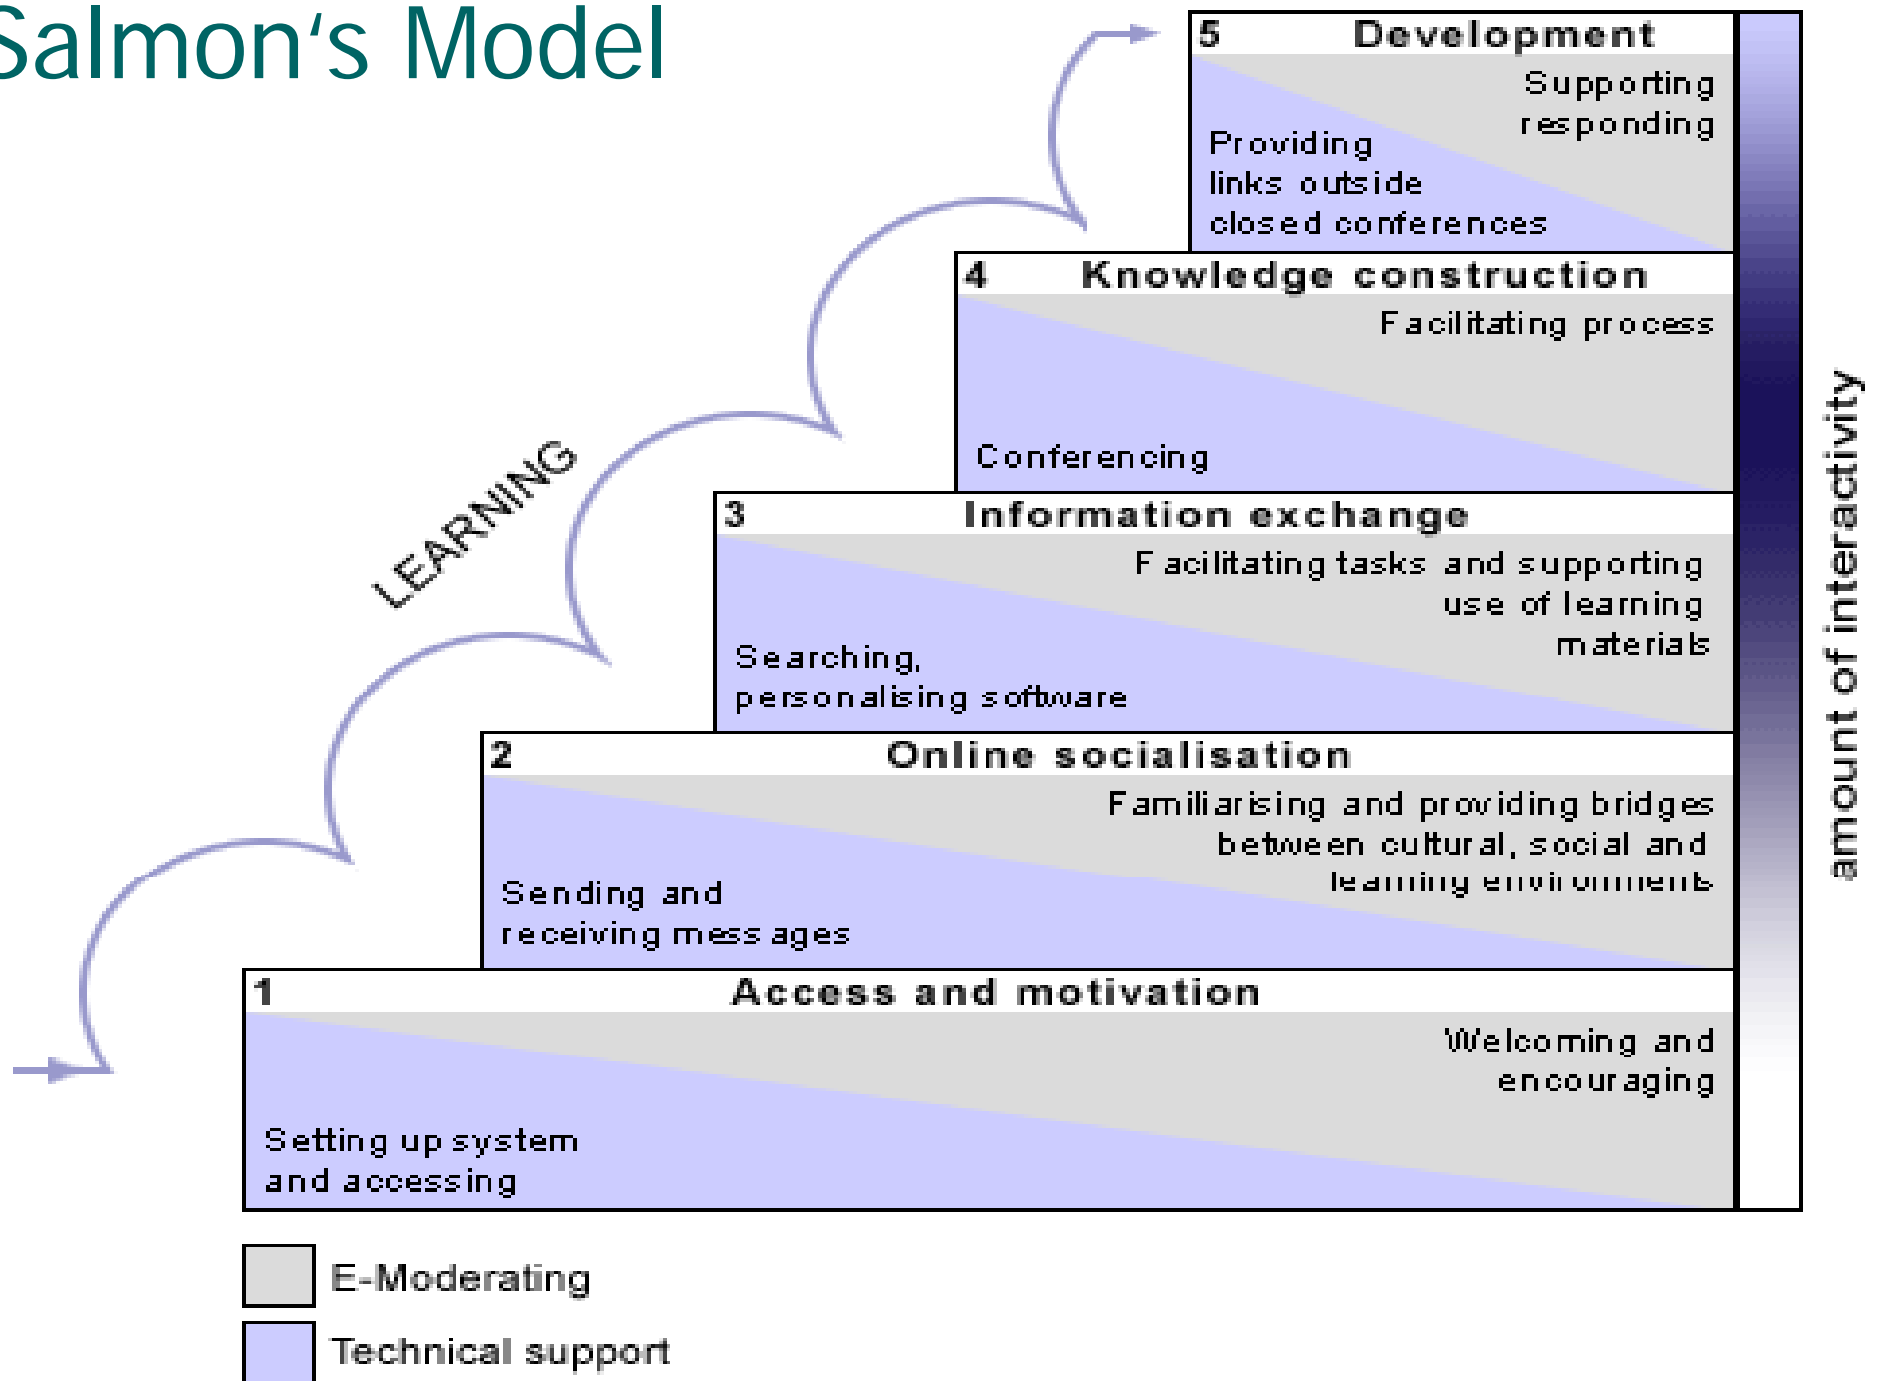 Salmon‘s Model
5 Development
Supporting
responding
Providing
links outside
closed conferences
4 Knowledge construction
Facilitating process
Conferencing
3 Information exchange
Facilitating tasks and supporting
use of learning
materials
Searching,
personalising software
2 Online socialisation
Familiarising and providing bridges
between cultural, social and
learning environments
Sending and
receiving messages
1 Access and motivation
Welcoming and
encouraging
Setting up system
and accessing
LEARNING
amount of interactivity
E-Moderating
Technical support